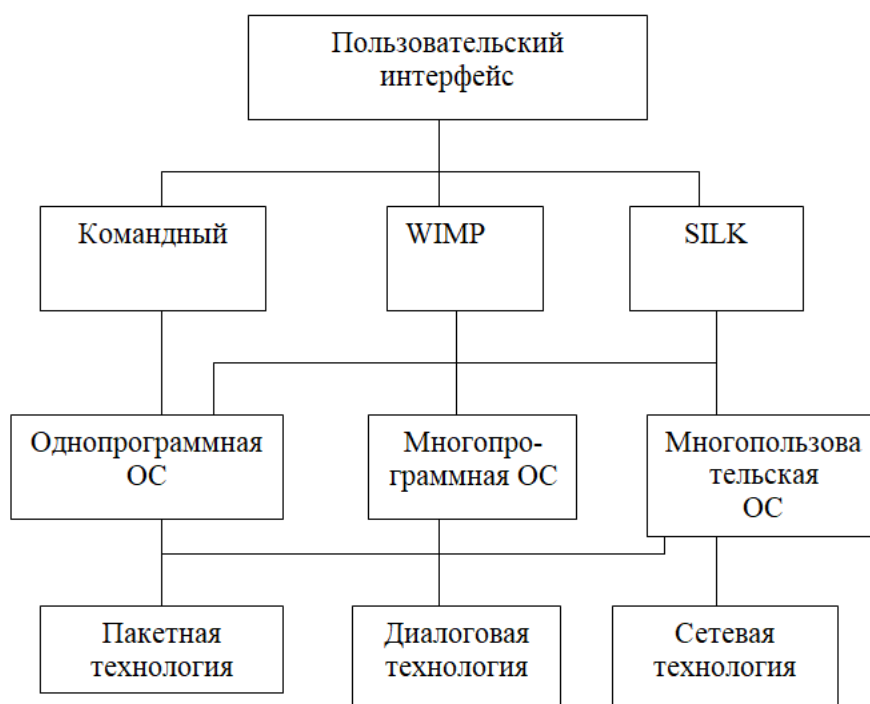 Пользовательский
интерфейс
Командный
WIMP
SILK
Однопрограммная
ОС
Многопро-
граммная ОС
Многопользова
тельская
ОС
Пакетная
технология
Диалоговая
технология
Сетевая
технология